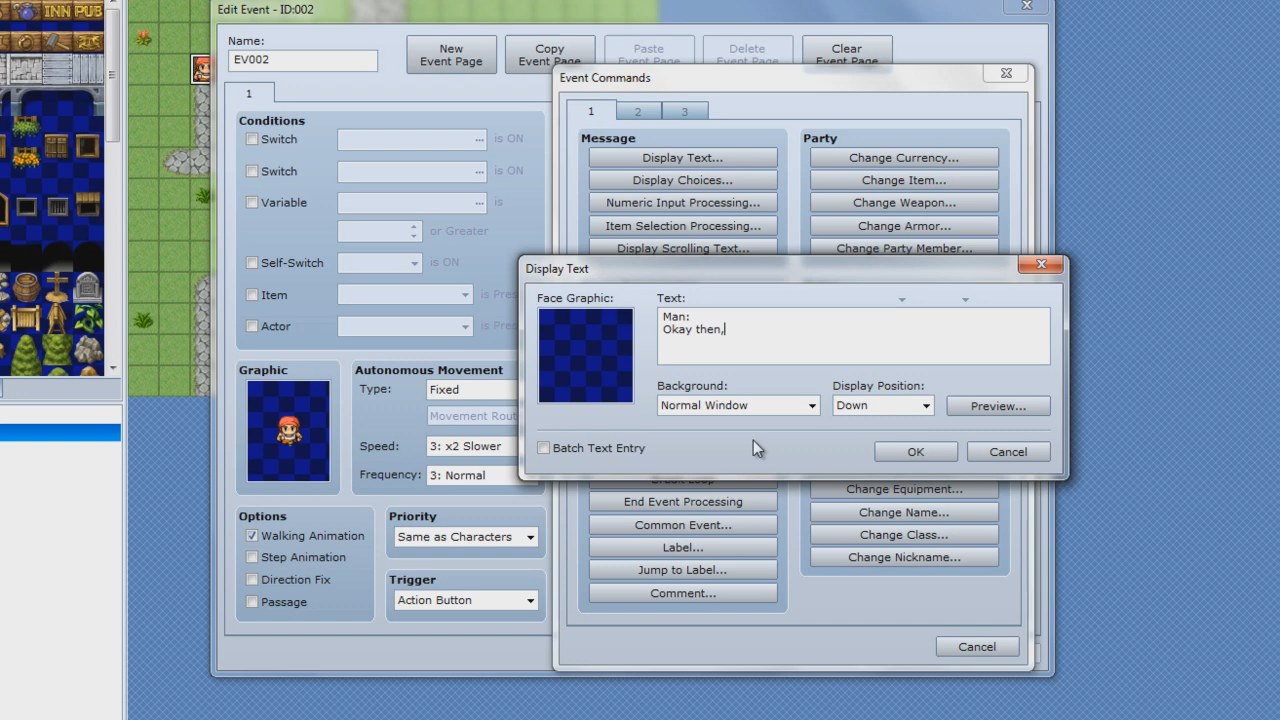 INN PUB
Edit Event - ID:002
Name:
EV002
New
Event Page
Copy
Event Page
Paste
Event Page
Delete
Event Page
Clear
Event Page
1
Conditions
Switch
... is ON
Switch
... is ON
Variable
... is
or Greater
Self-Switch
is ON
Item
Actor
Graphic
Autonomous Movement
Type:
Fixed
Movement Rout
Speed:
3: x2 Slower
Frequency:
3: Normal
Options
Walking Animation
Step Animation
Direction Fix
Passage
Priority
Same as Characters
Trigger
Action Button
Event Commands
1
2
3
Message
Display Text...
Display Choices...
Numeric Input Processing...
Item Selection Processing...
Display Scrolling Text...
Party
Change Currency...
Change Item...
Change Weapon...
Change Armor...
Change Party Member...
Display Text
Face Graphic:
Text:
Man:
Okay then,
Background:
Normal Window
Display Position:
Down
Preview...
Batch Text Entry
OK
Cancel
End Event Processing
Common Event...
Label...
Jump to Label...
Comment...
Change Equipment...
Change Name...
Change Class...
Change Nickname...
Cancel